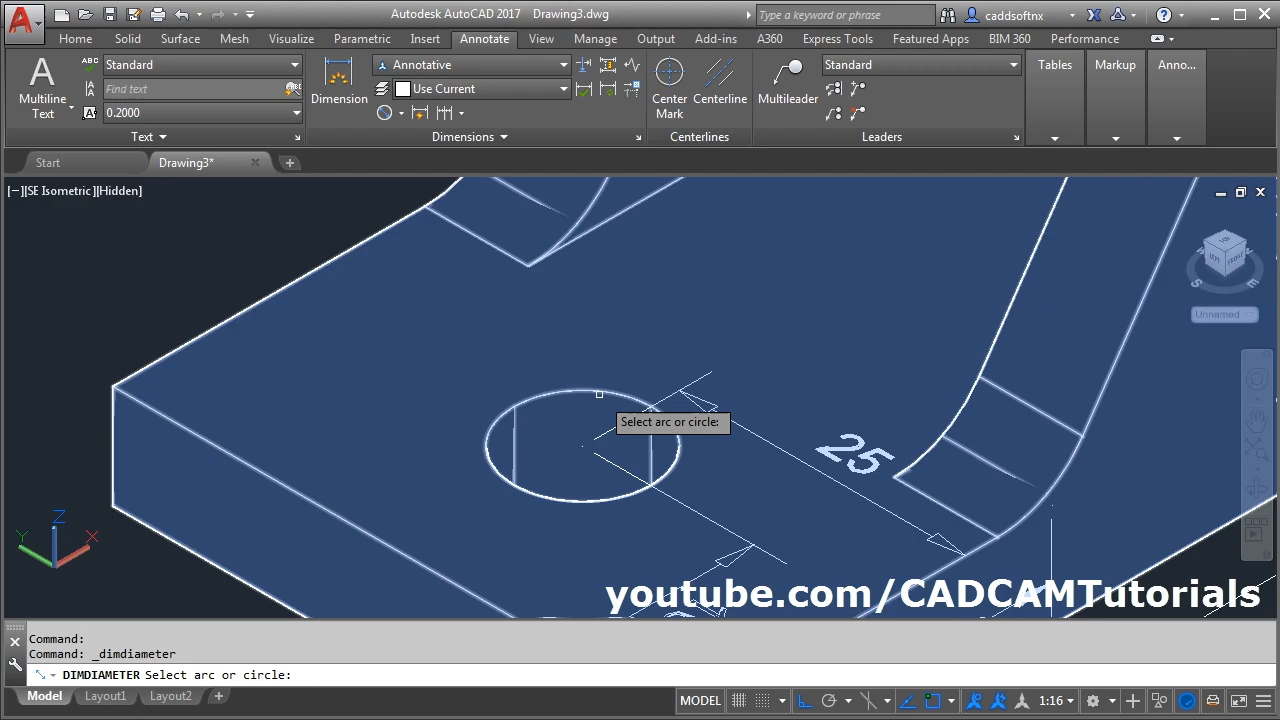 Autodesk AutoCAD 2017 Drawing3.dwg
Type a keyword or phrase
caddsoftnx
Home Solid Surface Mesh Visualize Parametric Insert Annotate View Manage Output Add-ins A360 Express Tools Featured Apps BIM 360 Performance
ABC Standard
Find text
0.2000
Multiline
Text
Text
Dimension
Annotative
Use Current
Dimensions
Center
Mark
Centerline
Centerlines
Multileader
Standard
Leaders
Tables
Markup
Anno...
Start
Drawing3*
[−][SE Isometric][Hidden]
S
E
Unnamed
Select arc or circle:
25
Z
Y
X
youtube.com/CADCAMTutorials
Command:
Command: _dimdiameter
DIMDIAMETER Select arc or circle:
Model Layout1 Layout2 +
MODEL
1:16